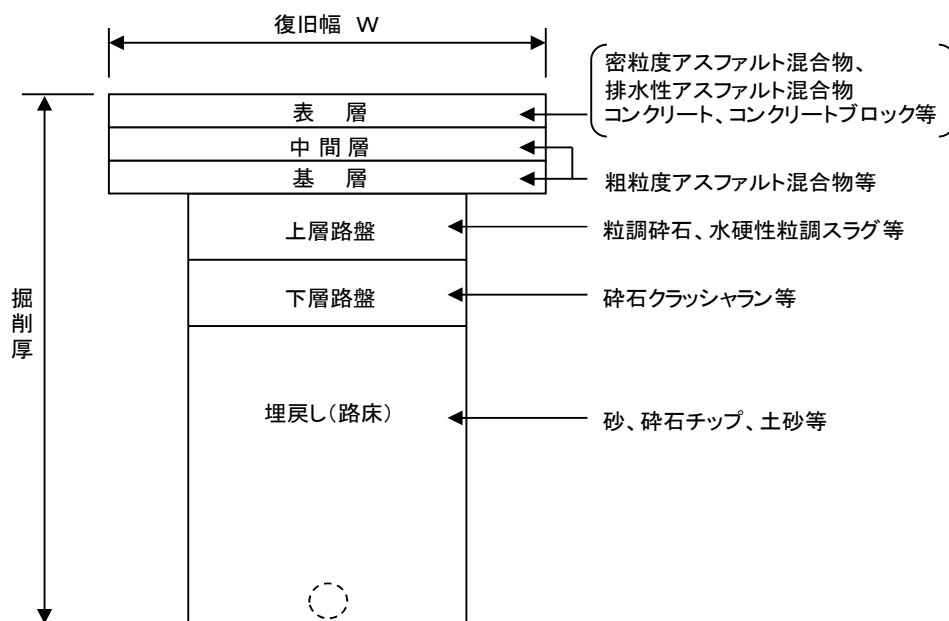 復旧幅 W
密粒度アスファルト混合物、
排水性アスファルト混合物
コンクリート、コンクリートブロック等
表 層
中間層
基 層
粗粒度アスファルト混合物等
上層路盤
粒調砕石、水硬性粒調スラグ等
下層路盤
砕石クラッシャラン等
掘削厚
埋戻し(路床)
砂、砕石チップ、土砂等